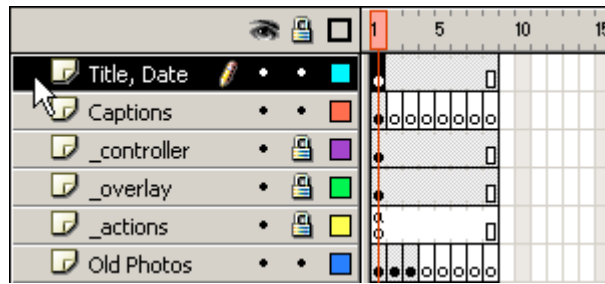 1 5 10 15
Title, Date
Captions
_controller
_overlay
_actions
a
Old Photos